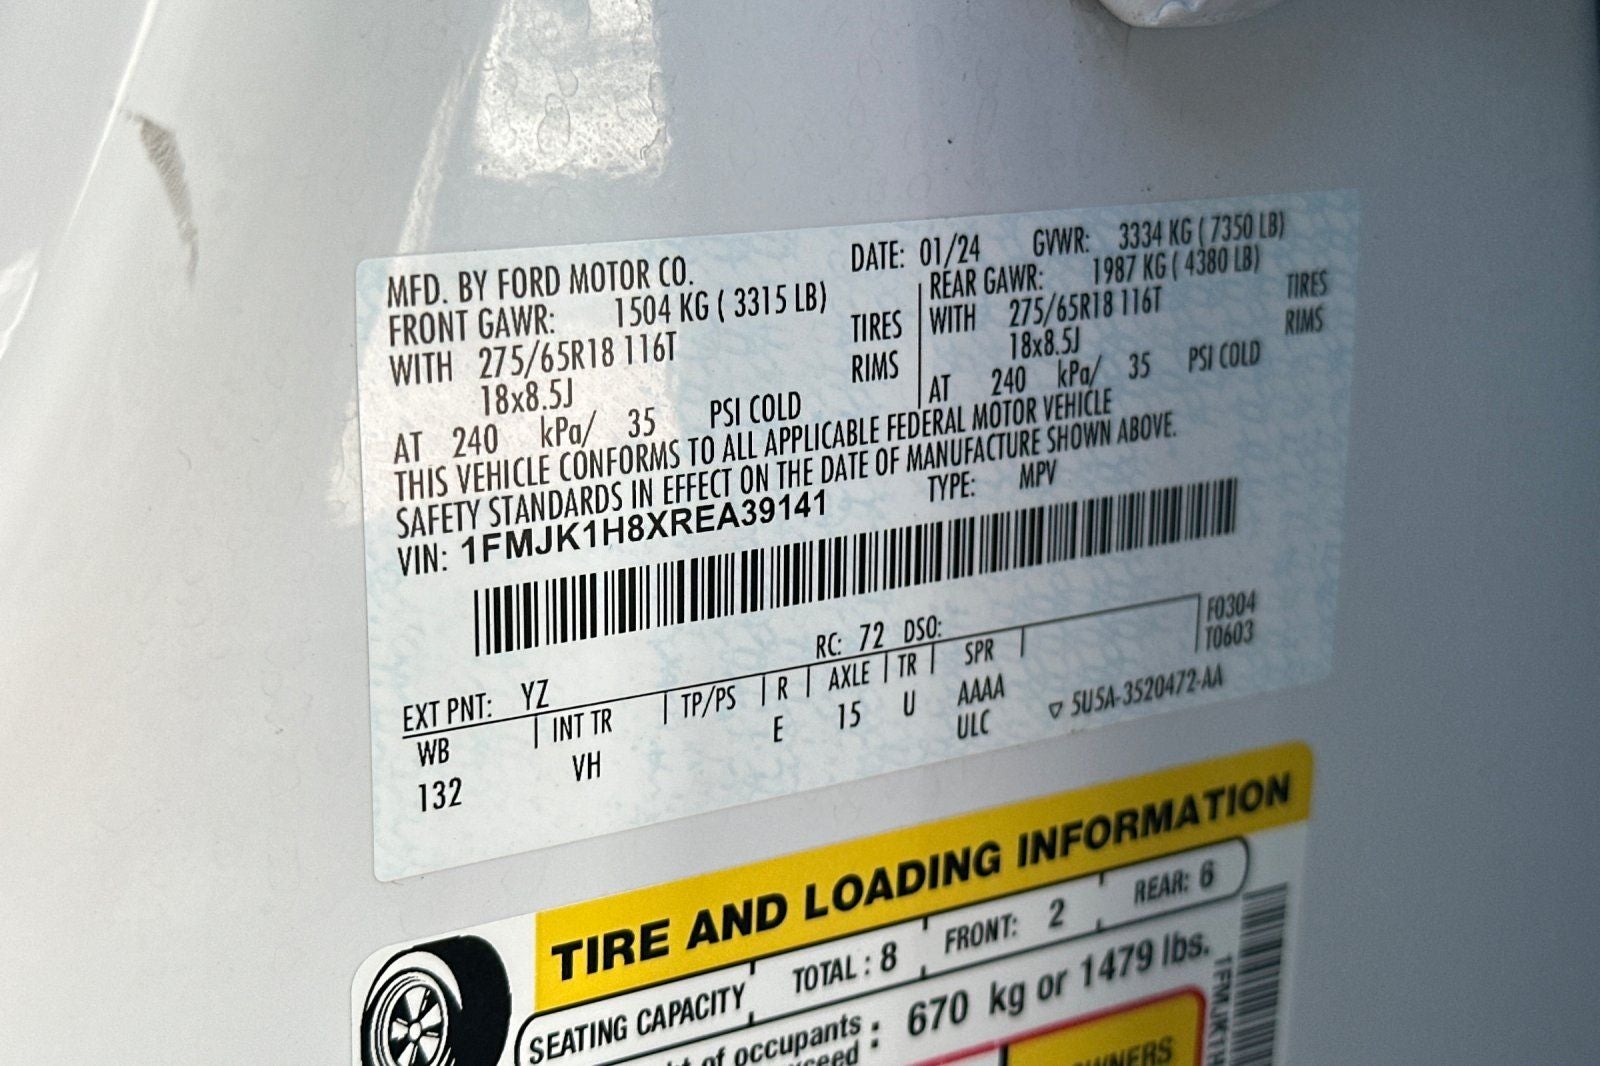 MFD. BY FORD MOTOR CO. DATE: 01/24 GVWR: 3334 KG ( 7350 LB)
FRONT GAWR: 1504 KG ( 3315 LB) REAR GAWR: 1987 KG ( 4380 LB)
WITH 275/65R18 116T TIRES WITH 275/65R18 116T TIRES
18x8.5J RIMS 18x8.5J RIMS
AT 240 kPa/ 35 PSI COLD AT 240 kPa/ 35 PSI COLD
THIS VEHICLE CONFORMS TO ALL APPLICABLE FEDERAL MOTOR VEHICLE
SAFETY STANDARDS IN EFFECT ON THE DATE OF MANUFACTURE SHOWN ABOVE.
VIN: 1FMJK1H8XREA39141 TYPE: MPV
F0304
T0603
EXT PNT: YZ RC: 72 DSO:
WB INT TR TP/PS R AXLE TR SPR
132 VH E 15 U AAAA
ULC
5U5A-3520472-AA
TIRE AND LOADING INFORMATION
SEATING CAPACITY TOTAL : 8 FRONT: 2 REAR: 6
of occupants : 670 kg or 1479 lbs.
1FMJK1H